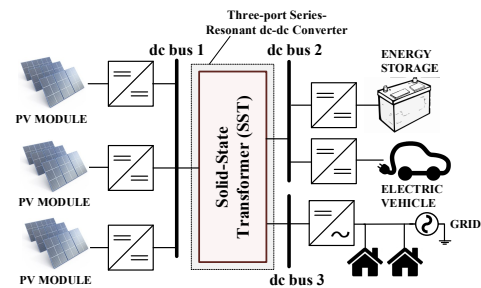 Three-port Series-
Resonant dc-dc Converter
dc bus 1
dc bus 2
ENERGY
STORAGE
PV MODULE
Solid-State
Transformer (SST)
PV MODULE
ELECTRIC
VEHICLE
GRID
PV MODULE
dc bus 3